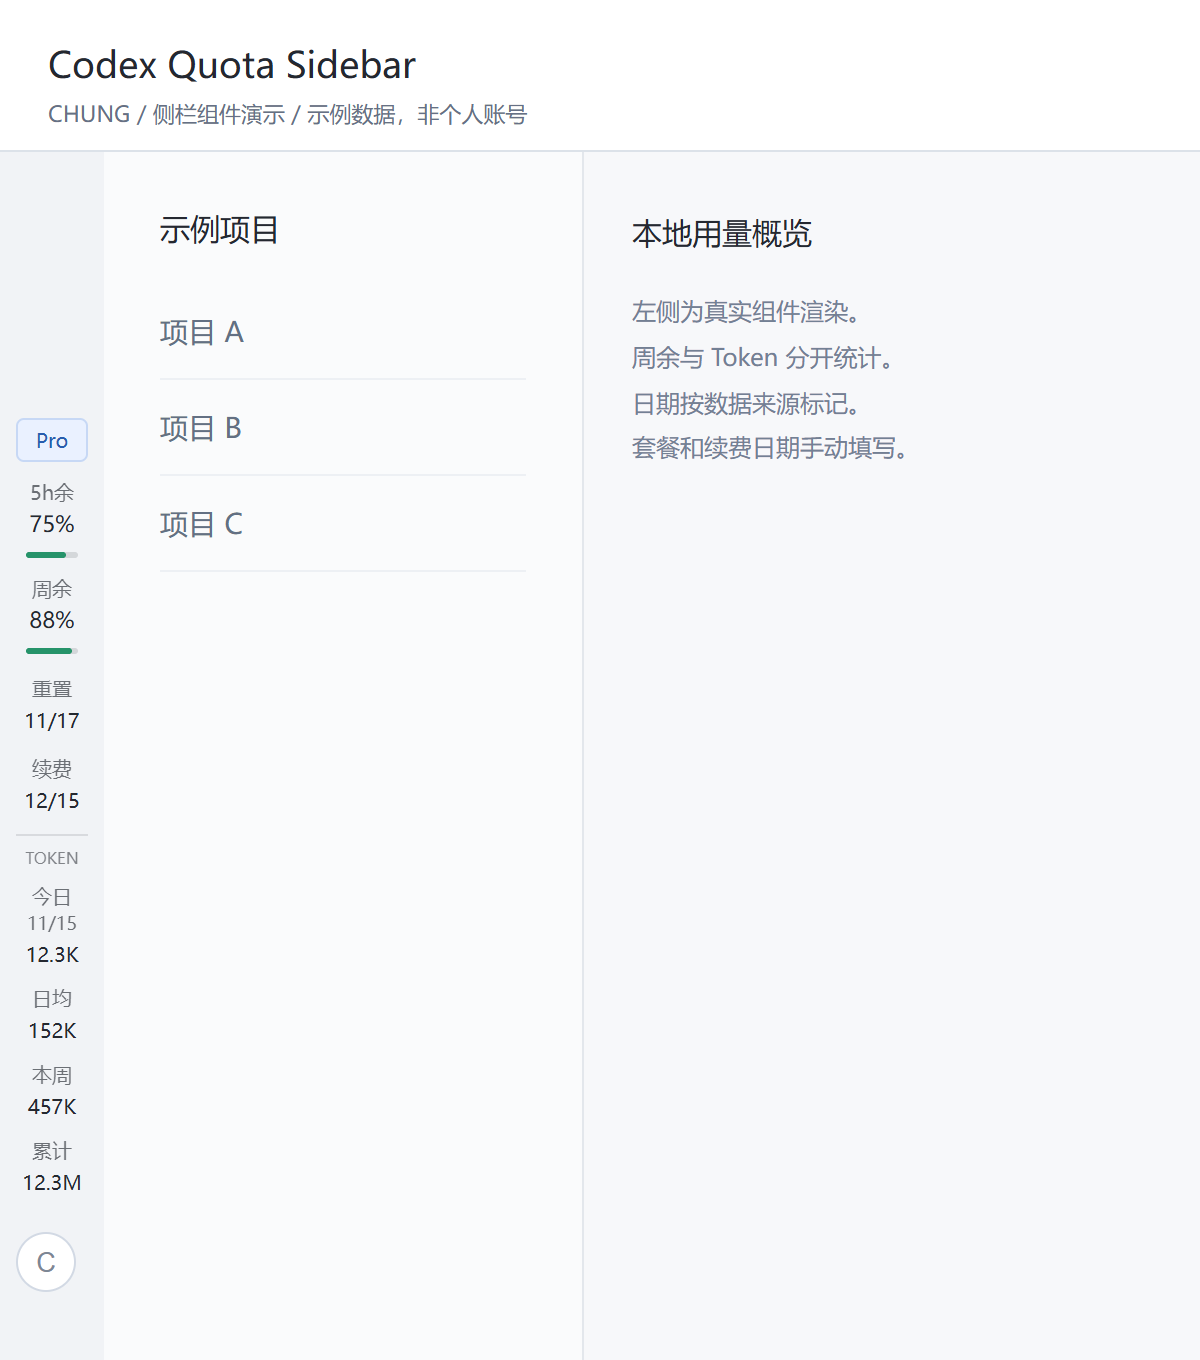 Codex Quota Sidebar
CHUNG / 侧栏组件演示 / 示例数据，非个人账号
Pro
5h余
75%
周余
88%
重置
11/17
续费
12/15
TOKEN
今日
11/15
12.3K
日均
152K
本周
457K
累计
12.3M
C
示例项目
项目 A
项目 B
项目 C
本地用量概览
左侧为真实组件渲染。
周余与 Token 分开统计。
日期按数据来源标记。
套餐和续费日期手动填写。